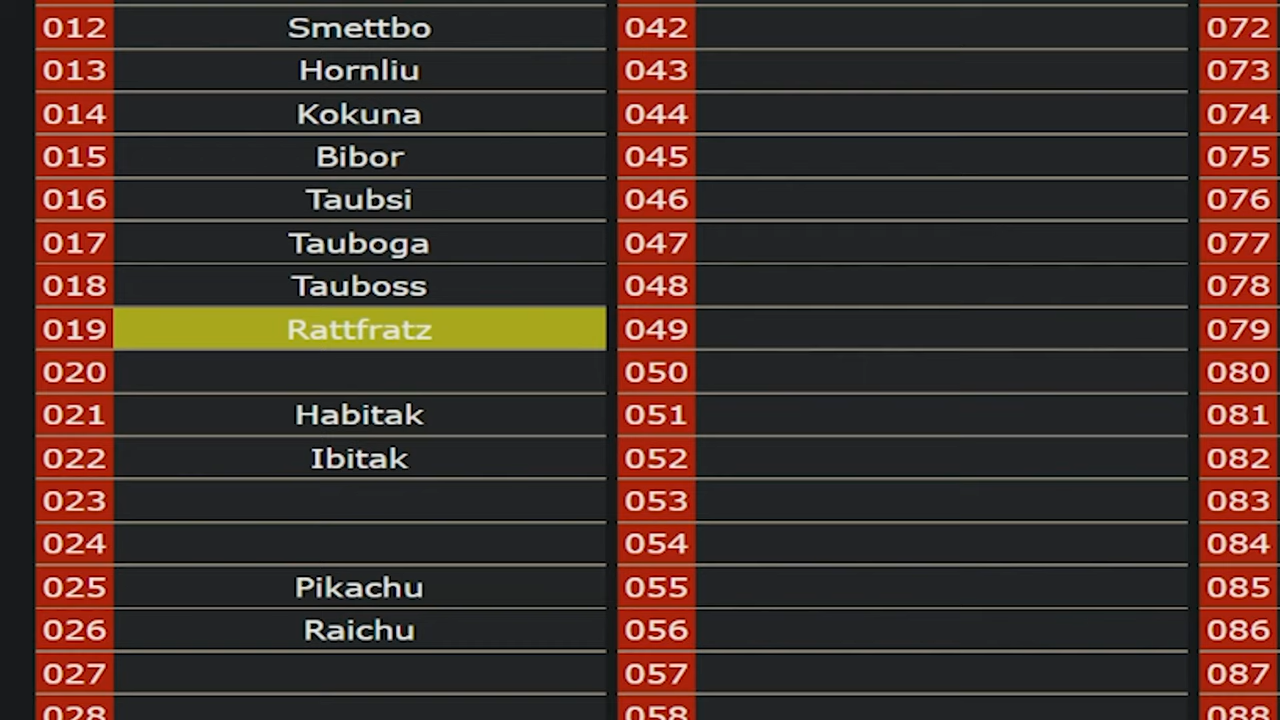 012 Smettbo 042 072
013 Hornliu 043 073
014 Kokuna 044 074
015 Bibor 045 075
016 Taubsi 046 076
017 Tauboga 047 077
018 Tauboss 048 078
019 Rattfratz 049 079
020 050 080
021 Habitak 051 081
022 Ibitak 052 082
023 053 083
024 054 084
025 Pikachu 055 085
026 Raichu 056 086
027 057 087
028 058 088